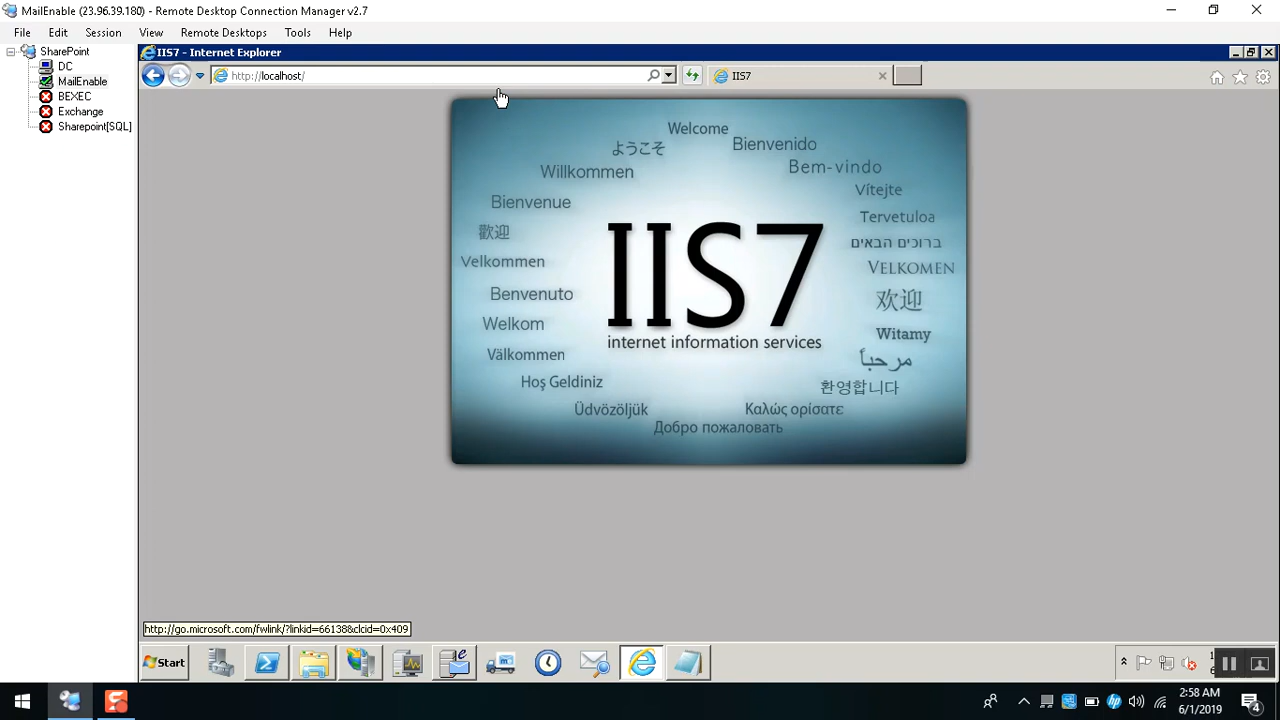 MailEnable (23.96.39.180) - Remote Desktop Connection Manager v2.7
File Edit Session View Remote Desktops Tools Help
SharePoint
DC
MailEnable
BEXEC
Exchange
Sharepoint[SQL]
IIS7 - Internet Explorer
http://localhost/
IIS7
Welcome
ようこそ
Bienvenido
Willkommen
Bem-vindo
Bienvenue
Vítejte
歡迎
Tervetuloa
ברוכים הבאים
Velkommen
VELKOMEN
Benvenuto
欢迎
Welkom
Witamy
Välkommen
مرحباً
Hoş Geldiniz
환영합니다
Üdvözöljük
Καλώς ορίσατε
Добро пожаловать
IIS7
internet information services
http://go.microsoft.com/fwlink/?linkid=66138&clcid=0x409
Start
2:58 AM
6/1/2019
4